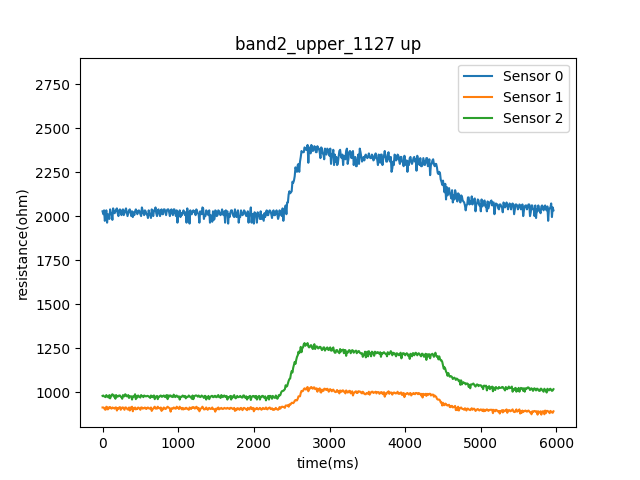 band2_upper_1127 up
Sensor 0
Sensor 1
Sensor 2
resistance(ohm)
2750
2500
2250
2000
1750
1500
1250
1000
0 1000 2000 3000 4000 5000 6000
time(ms)